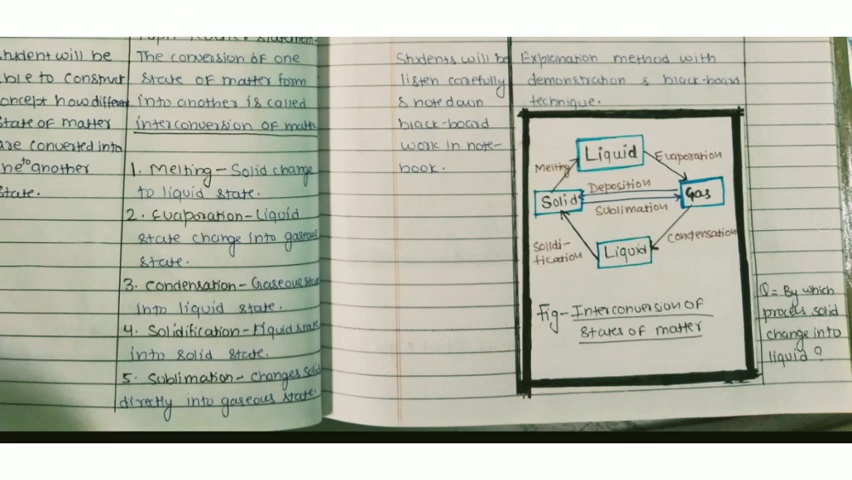 student will be
able to construct
concept how different
state of matter
are converted into
one to another
state.
The conversion of one
state of matter form
into another is called
interconversion of matte
1. Melting- Solid change
to liquid state.
2. Evaporation- Liquid
state change into gaseous
state.
3. Condensation- Gaseous state
into liquid state.
4. Solidification- Liquid state
into solid state.
5. Sublimation- changes solid
directly into gaseous state.
Students will be
listen carefully
& note down
black-board
work in note-
book.
Explanation method with
demonstration & black-board
technique.
Liquid
Melting
Evaporation
Solid
Deposition
Sublimation
Gas
Solidi-
fication
Liquid
Condensation
Fig- Interconversion of
states of matter
Q= By which
process solid
change into
liquid ?